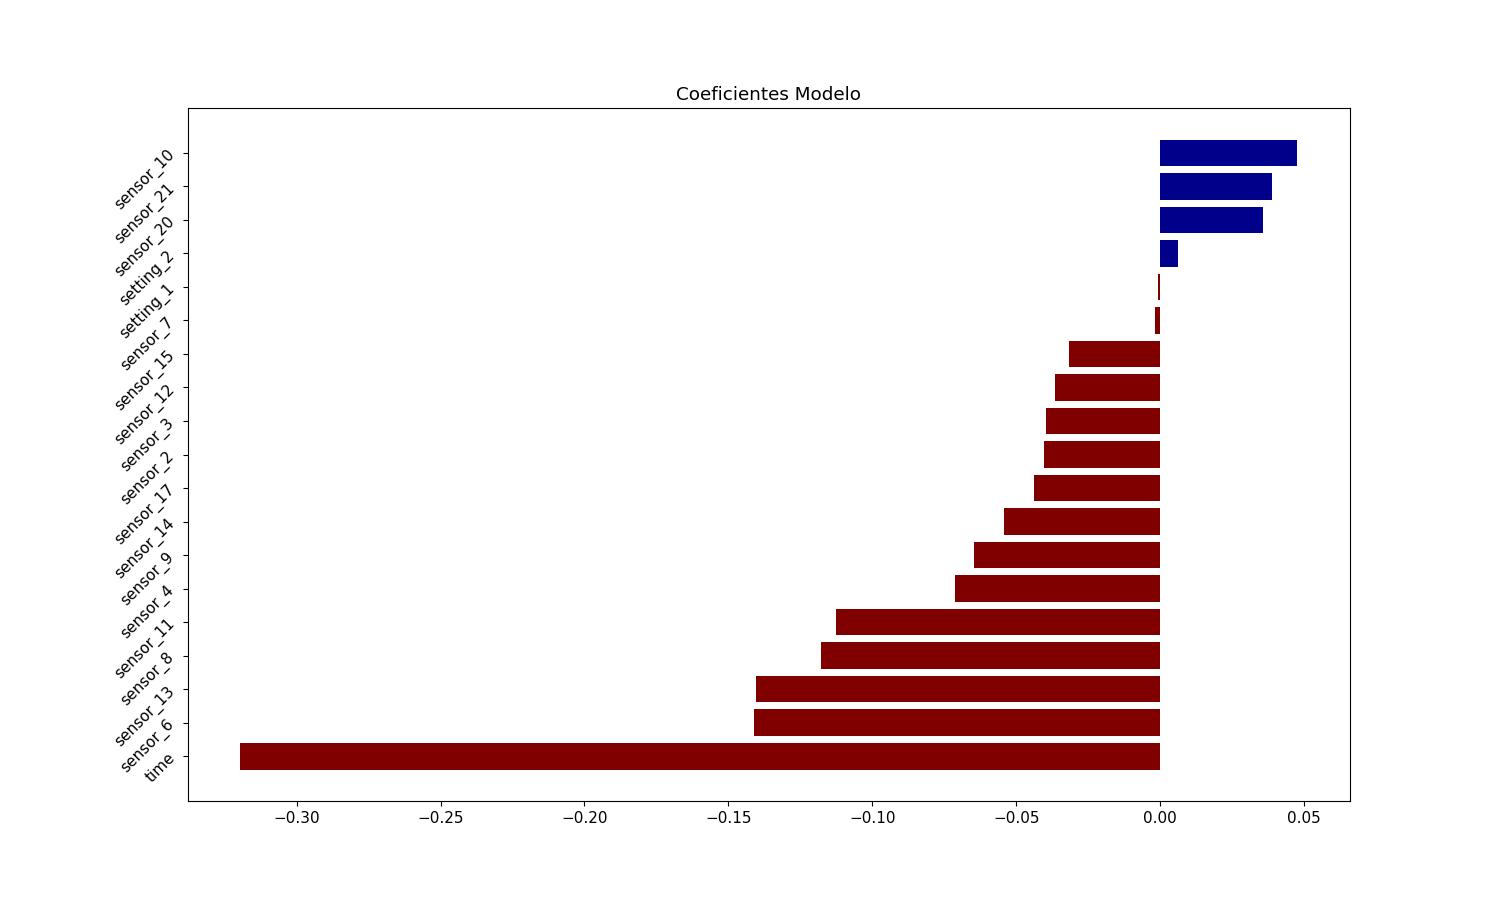 Coeficientes Modelo
sensor_10
sensor_21
sensor_20
setting_2
setting_1
sensor_7
sensor_15
sensor_12
sensor_3
sensor_2
sensor_17
sensor_14
sensor_9
sensor_4
sensor_11
sensor_8
sensor_13
sensor_6
time
−0.30 −0.25 −0.20 −0.15 −0.10 −0.05 0.00 0.05